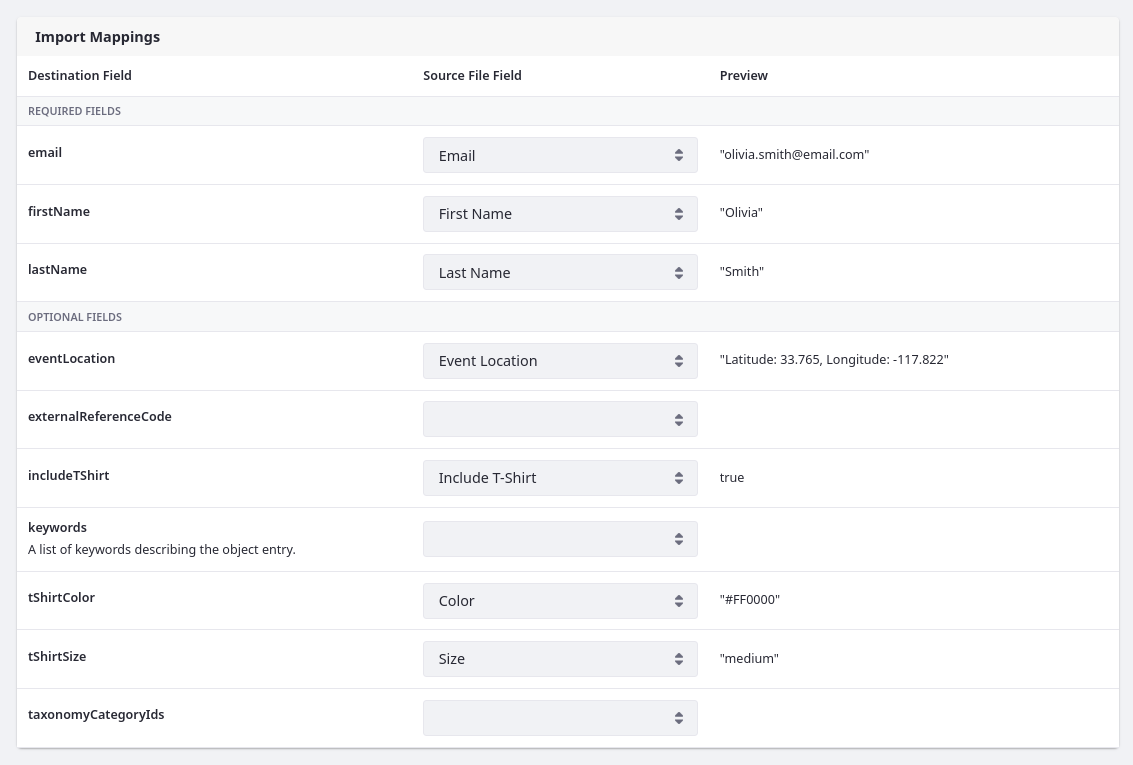 Import Mappings
Destination Field Source File Field Preview
REQUIRED FIELDS
email Email "olivia.smith@email.com"
firstName First Name "Olivia"
lastName Last Name "Smith"
OPTIONAL FIELDS
eventLocation Event Location "Latitude: 33.765, Longitude: -117.822"
externalReferenceCode
includeTShirt Include T-Shirt true
keywords
A list of keywords describing the object entry.
tShirtColor Color "#FF0000"
tShirtSize Size "medium"
taxonomyCategoryIds